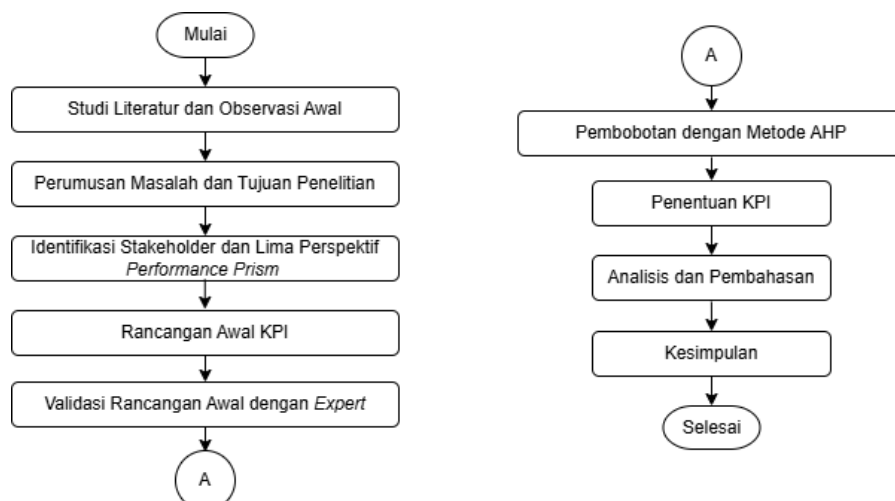 Mulai
Studi Literatur dan Observasi Awal
Perumusan Masalah dan Tujuan Penelitian
Identifikasi Stakeholder dan Lima Perspektif
Performance Prism
Rancangan Awal KPI
Validasi Rancangan Awal dengan Expert
A
A
Pembobotan dengan Metode AHP
Penentuan KPI
Analisis dan Pembahasan
Kesimpulan
Selesai